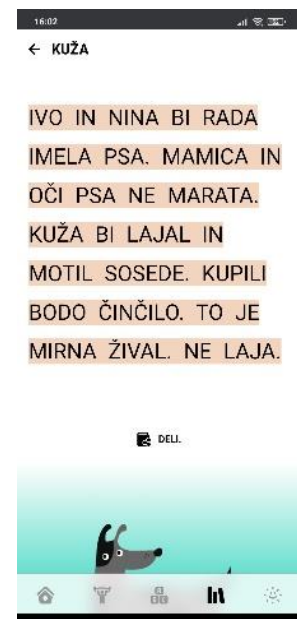 16:02
KUŽA
IVO IN NINA BI RADA
IMELA PSA. MAMICA IN
OČI PSA NE MARATA.
KUŽA BI LAJAL IN
MOTIL SOSEDE. KUPILI
BODO ČINČILO. TO JE
MIRNA ŽIVAL. NE LAJA.
DELI.